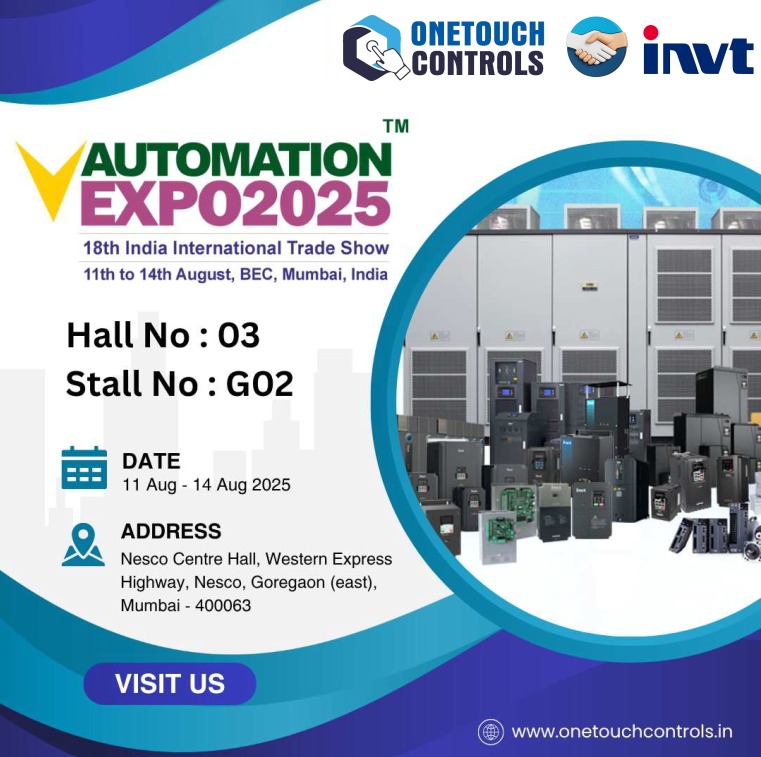 ONETOUCH
CONTROLS
invt
TM
AUTOMATION
EXPO2025
18th India International Trade Show
11th to 14th August, BEC, Mumbai, India
Hall No : 03
Stall No : G02
DATE
11 Aug - 14 Aug 2025
ADDRESS
Nesco Centre Hall, Western Express
Highway, Nesco, Goregaon (east),
Mumbai - 400063
VISIT US
www.onetouchcontrols.in